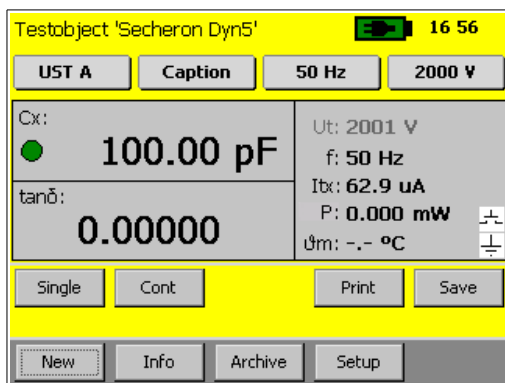 Testobject 'Secheron Dyn5' 16 56
UST A Caption 50 Hz 2000 V
Cx:
100.00 pF
tanδ:
0.00000
Ut: 2001 V
f: 50 Hz
Itx: 62.9 uA
P: 0.000 mW
ϑm: -.- ºC
Single Cont Print Save
New Info Archive Setup